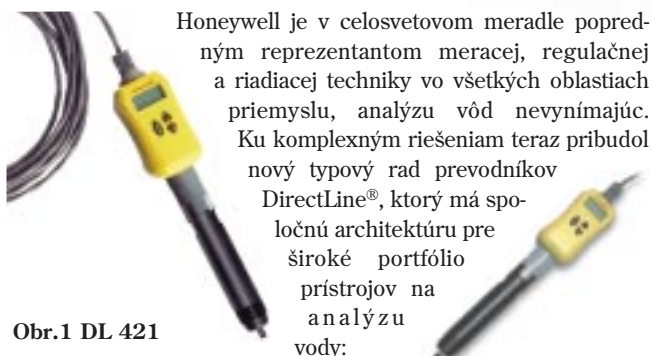 Honeywell je v celosvetovom meradle popred-
ným reprezentantom meracej, regulačnej
a riadiacej techniky vo všetkých oblastiach
priemyslu, analýzu vôd nevynímajúc.
Ku komplexným riešeniam teraz pribudol
nový typový rad prevodníkov
DirectLine®, ktorý má spo-
ločnú architektúru pre
široké portfólio
prístrojov na
analýzu
vody:
Obr.1 DL 421